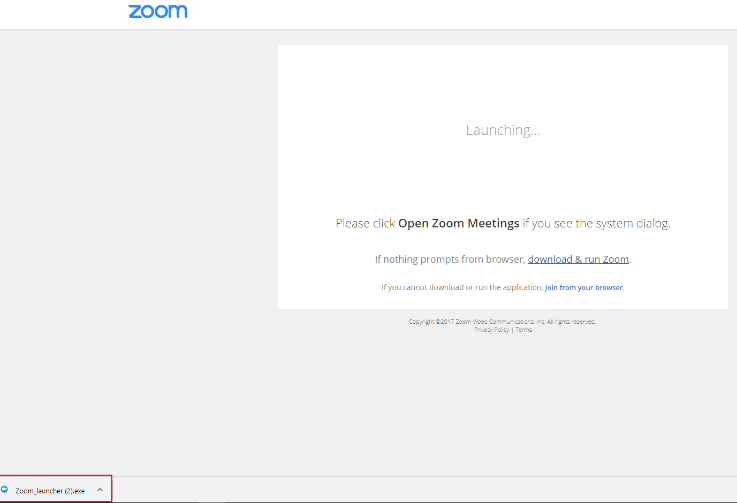 zoom
Launching...
Please click Open Zoom Meetings if you see the system dialog.
If nothing prompts from browser, download & run Zoom.
If you cannot download or run the application, join from your browser.
Copyright ©2017 Zoom Video Communications, Inc. All rights reserved.
Privacy Policy | Terms
Zoom_launcher (2).exe